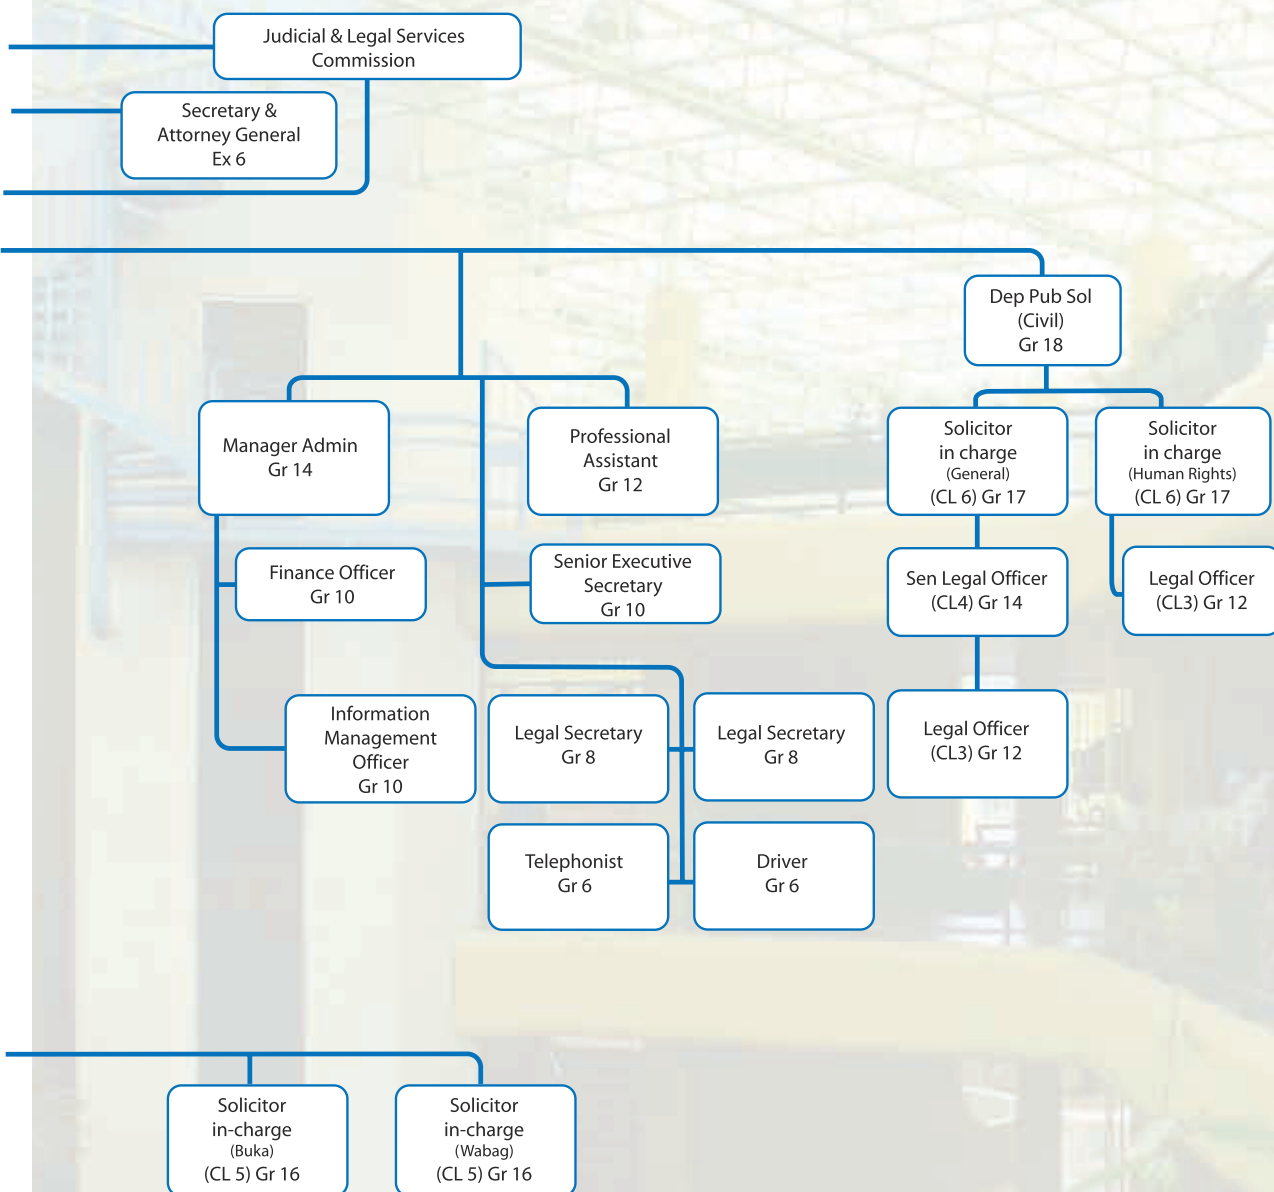 Judicial & Legal Services
Commission
Secretary &
Attorney General
Ex 6
Dep Pub Sol
(Civil)
Gr 18
Manager Admin
Gr 14
Professional
Assistant
Gr 12
Solicitor
in charge
(General)
(CL 6) Gr 17
Solicitor
in charge
(Human Rights)
(CL 6) Gr 17
Finance Officer
Gr 10
Senior Executive
Secretary
Gr 10
Sen Legal Officer
(CL4) Gr 14
Legal Officer
(CL3) Gr 12
Information
Management
Officer
Gr 10
Legal Secretary
Gr 8
Legal Secretary
Gr 8
Legal Officer
(CL3) Gr 12
Telephonist
Gr 6
Driver
Gr 6
Solicitor
in-charge
(Buka)
(CL 5) Gr 16
Solicitor
in-charge
(Wabag)
(CL 5) Gr 16